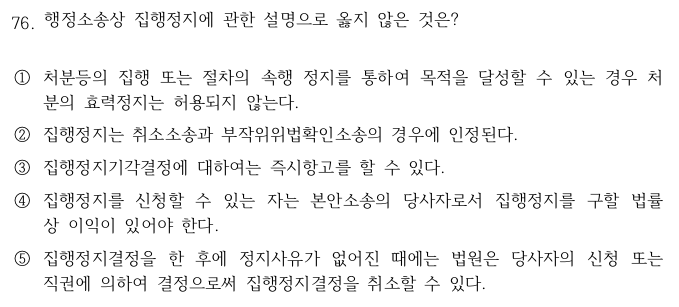 76. 행정소송상 집행정지에 관한 설명으로 옳지 않은 것은?
① 처분등의 집행 또는 절차의 속행 정지를 통하여 목적을 달성할 수 있는 경우 처
분의 효력정지는 허용되지 않는다.
② 집행정지는 취소소송과 부작위위법확인소송의 경우에 인정된다.
③ 집행정지기각결정에 대하여는 즉시항고를 할 수 있다.
④ 집행정지를 신청할 수 있는 자는 본안소송의 당사자로서 집행정지를 구할 법률
상 이익이 있어야 한다.
⑤ 집행정지결정을 한 후에 정지사유가 없어진 때에는 법원은 당사자의 신청 또는
직권에 의하여 결정으로써 집행정지결정을 취소할 수 있다.